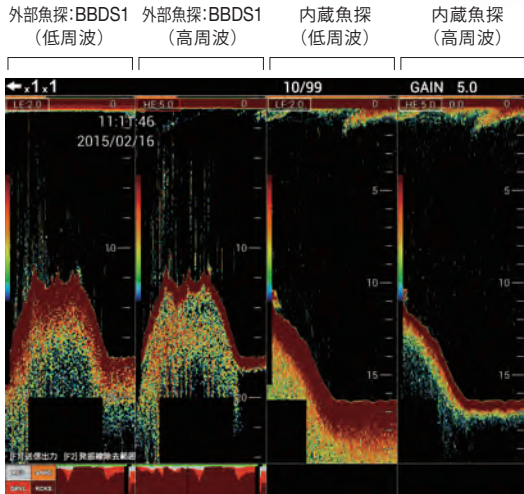 外部魚探:BBDS1
（低周波）
外部魚探:BBDS1
（高周波）
内蔵魚探
（低周波）
内蔵魚探
（高周波）
x1x1
10/99
GAIN 5.0
LF:2.0 0
HF:5.0 0
LF:2.0 0
HF:5.0 0.0 0
11:11:46
2015/02/16
5
5
10
10
10
10
15
15
20
[F1]送信出力 [F2]発振線除去範囲